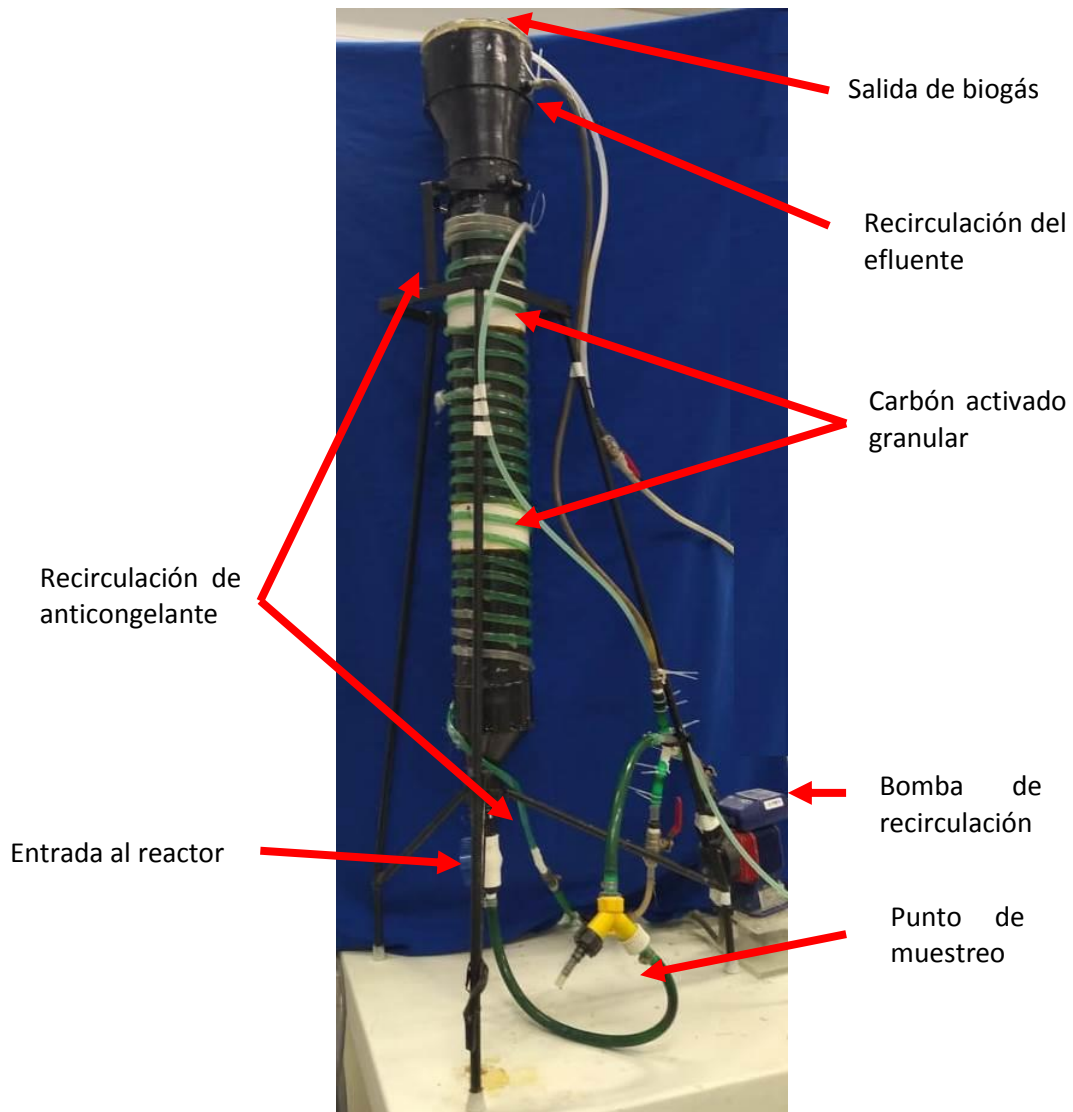 Salida de biogás
Recirculación del
efluente
Carbón activado
granular
Recirculación de
anticongelante
Bomba de
recirculación
Entrada al reactor
Punto de
muestreo